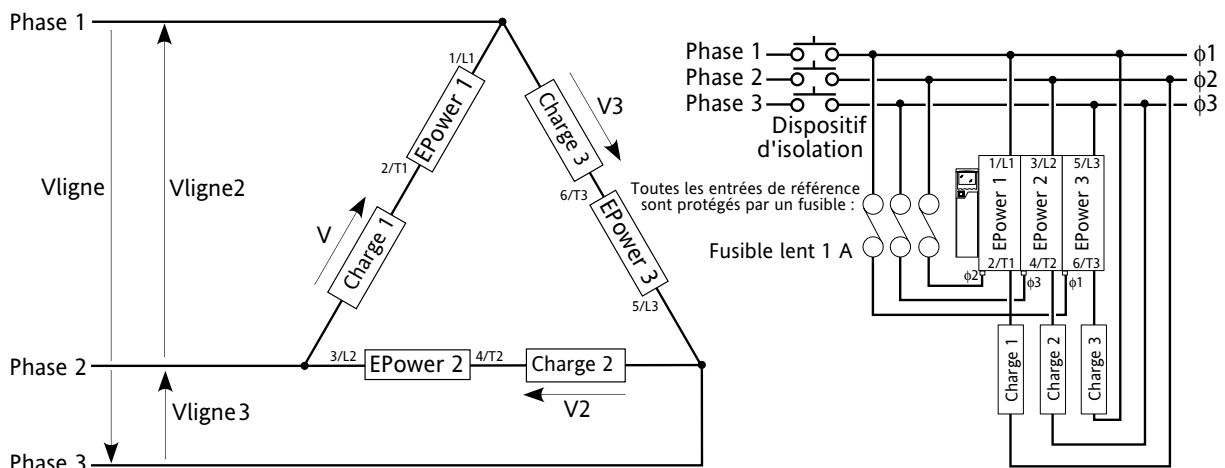 Phase 1
1/L1
EPower 1
2/T1
Charge 1
V
Charge 3
V3
6/T3
EPower 3
5/L3
Vligne
Vligne2
Phase 2
3/L2
EPower 2
4/T2
Charge 2
V2
Vligne3
Phase 3
Phase 1
ϕ1
Phase 2
ϕ2
Phase 3
ϕ3
Dispositif
d'isolation
Toutes les entrées de référence
sont protégés par un fusible :
Fusible lent 1 A
1/L1
3/L2
5/L3
EPower 1
EPower 2
EPower 3
2/T1
4/T2
6/T3
ϕ2
ϕ3
ϕ1
Charge 1
Charge 2
Charge 3